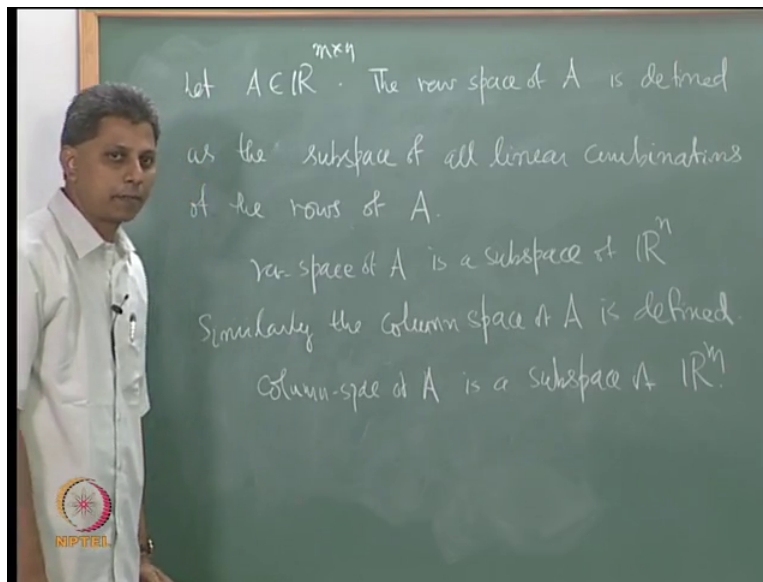 Let A ∈ ℝ^{m×n}. The row space of A is defined
as the subspace of all linear combinations
of the rows of A.
row-space of A is a subspace of ℝ^n
Similarly the column space of A is defined.
column-space of A is a subspace of ℝ^m.
NPTEL